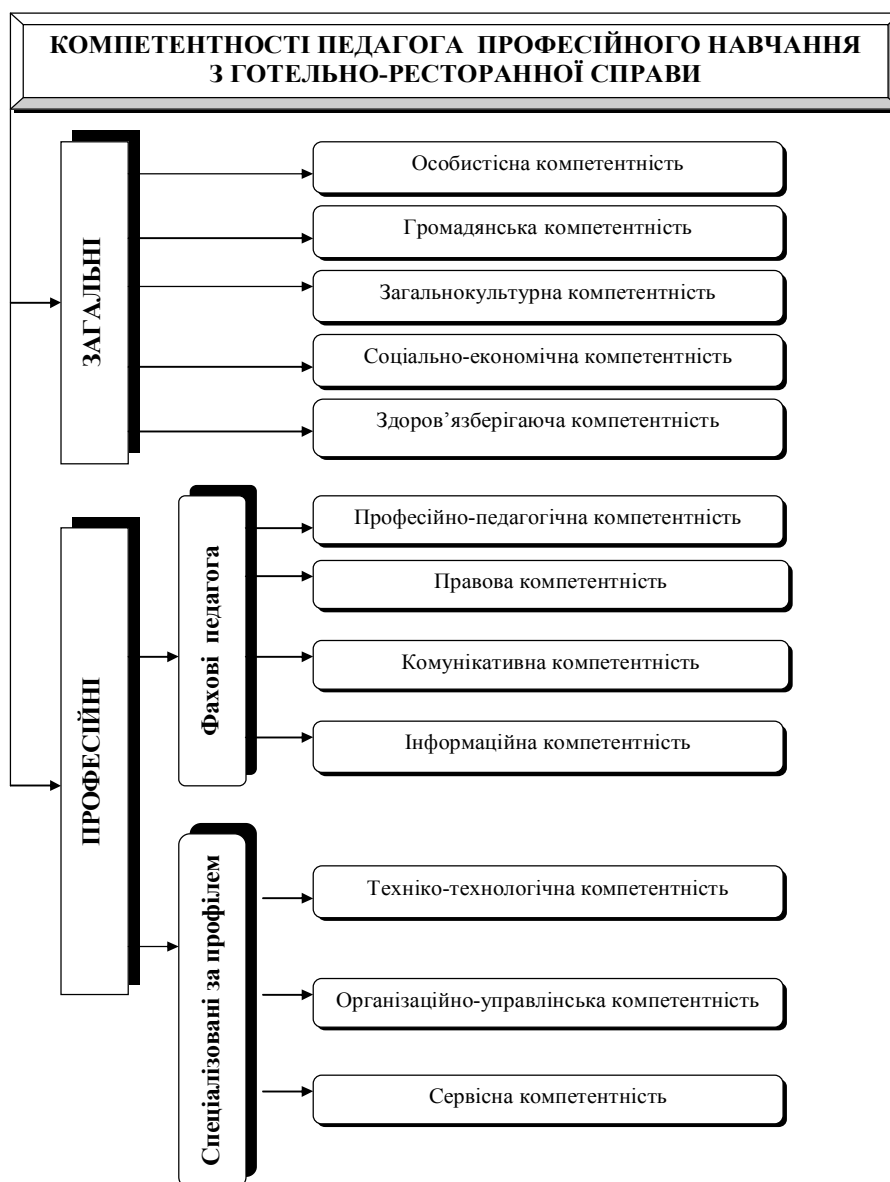 КОМПЕТЕНТНОСТІ ПЕДАГОГА ПРОФЕСІЙНОГО НАВЧАННЯ
З ГОТЕЛЬНО-РЕСТОРАННОЇ СПРАВИ
ЗАГАЛЬНІ
Особистісна компетентність
Громадянська компетентність
Загальнокультурна компетентність
Соціально-економічна компетентність
Здоров’язберігаюча компетентність
ПРОФЕСІЙНІ
Фахові педагога
Професійно-педагогічна компетентність
Правова компетентність
Комунікативна компетентність
Інформаційна компетентність
Спеціалізовані за профілем
Техніко-технологічна компетентність
Організаційно-управлінська компетентність
Сервісна компетентність